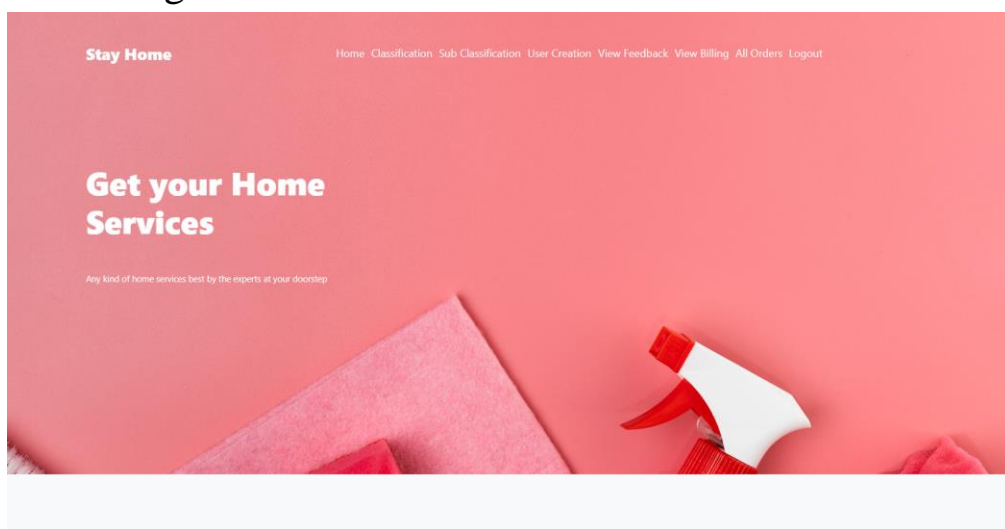 Stay Home
Home Classification Sub Classification User Creation View Feedback View Billing All Orders Logout
Get your Home
Services
Any kind of home services best by the experts at your doorstep